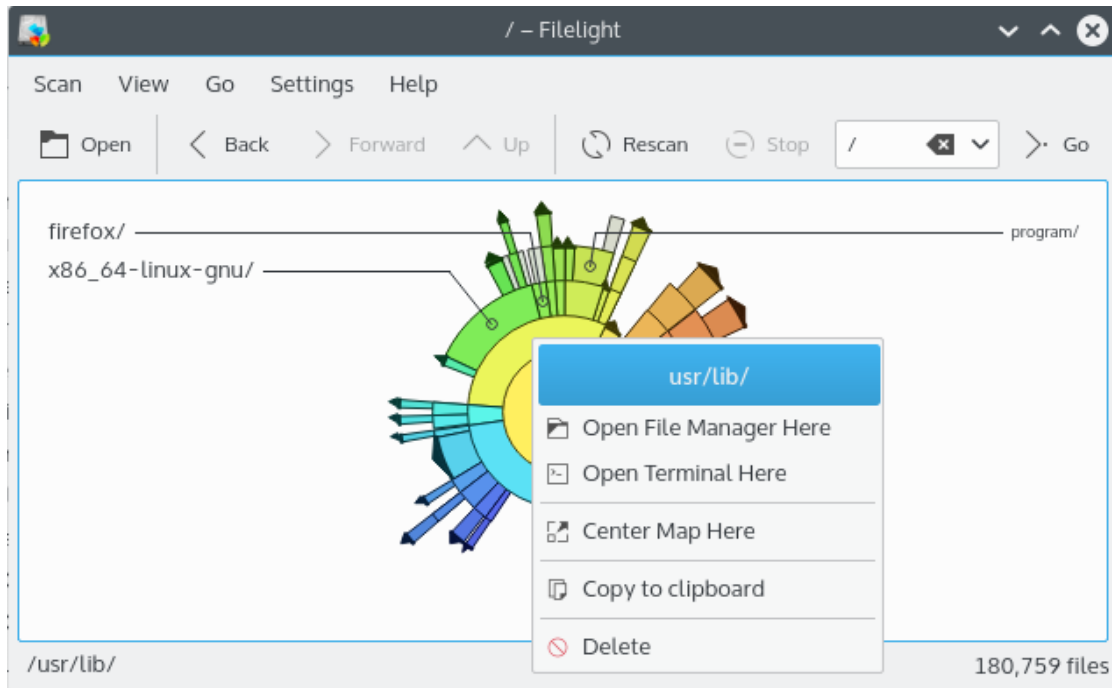 / – Filelight
Scan View Go Settings Help
Open Back Forward Up Rescan Stop / Go
firefox/
program/
x86_64-linux-gnu/
usr/lib/
Open File Manager Here
Open Terminal Here
Center Map Here
Copy to clipboard
Delete
/usr/lib/
180,759 files